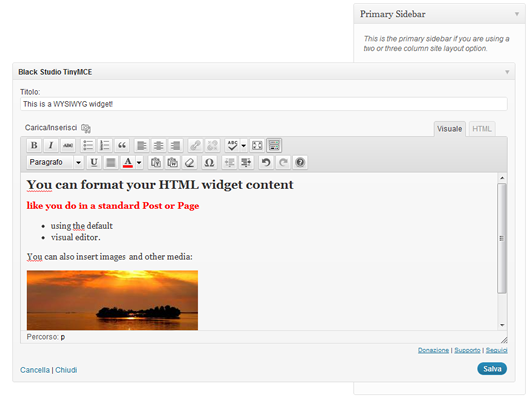 Primary Sidebar
This is the primary sidebar if you are using a
two or three column site layout option.
Black Studio TinyMCE
Titolo:
This is a WYSIWYG widget!
Carica/Inserisci
Visuale HTML
B I ABC ABC
Paragrafo U A Ω
You can format your HTML widget content
like you do in a standard Post or Page
• using the default
• visual editor.
You can also insert images and other media:
Percorso: p
Donazione | Supporto | Seguici
Cancella | Chiudi
Salva